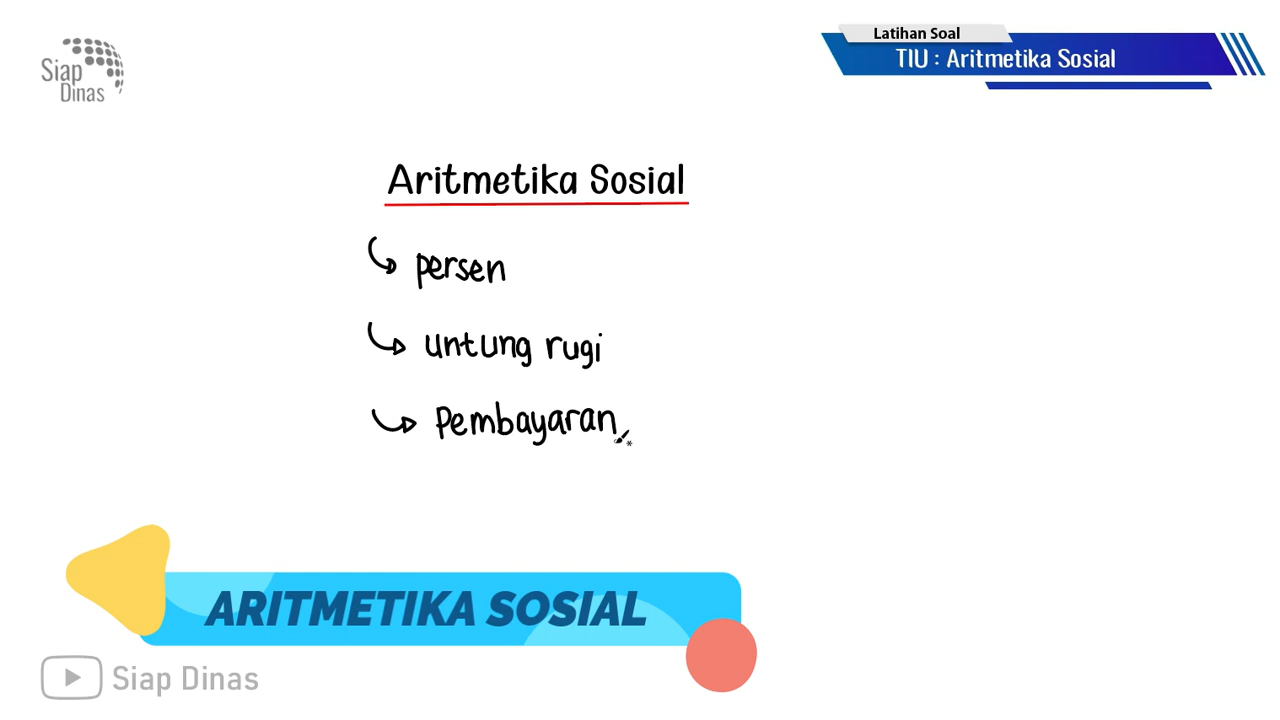 Siap
Dinas
Latihan Soal
TIU : Aritmetika Sosial
Aritmetika Sosial
persen
untung rugi
Pembayaran
ARITMETIKA SOSIAL
Siap Dinas